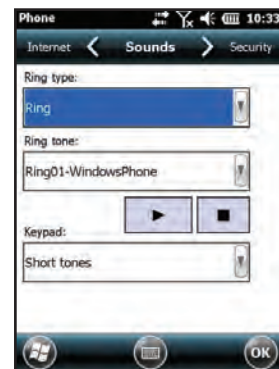 Phone 10:33
Internet Sounds Security
Ring type:
Ring
Ring tone:
Ring01-WindowsPhone
Keypad:
Short tones
OK